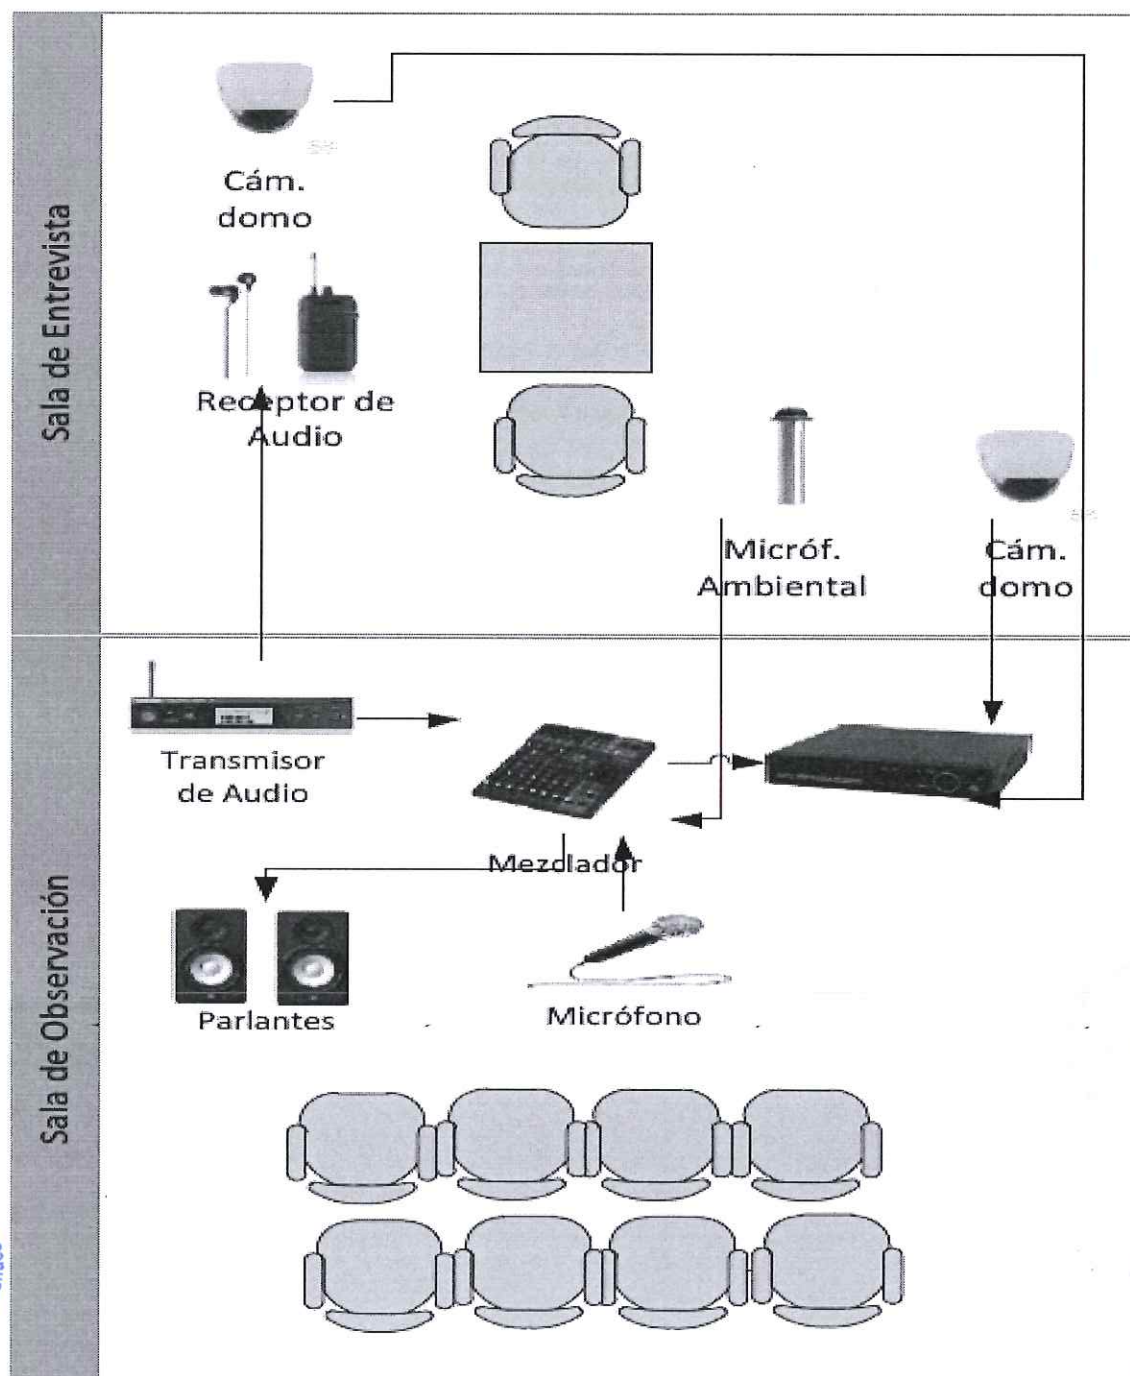 Sala de Entrevista
Cám.
domo
Receptor de
Audio
Micróf.
Ambiental
Cám.
domo
Sala de Observación
Transmisor
de Audio
Mezclador
Parlantes
Micrófono